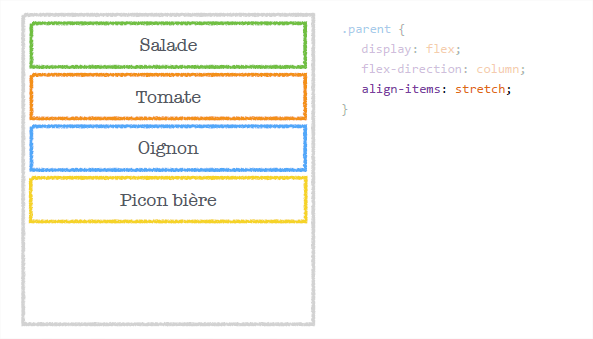 Salade
Tomate
Oignon
Picon bière
.parent {
display: flex;
flex-direction: column;
align-items: stretch;
}